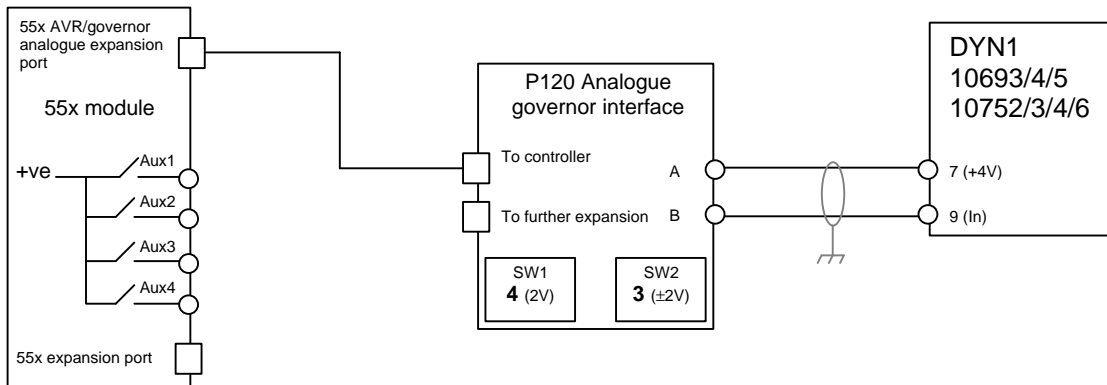 55x AVR/governor
analogue expansion
port
55x module
+ve
Aux1
Aux2
Aux3
Aux4
55x expansion port
P120 Analogue
governor interface
To controller
A
To further expansion
B
SW1
4 (2V)
SW2
3 (±2V)
DYN1
10693/4/5
10752/3/4/6
7 (+4V)
9 (In)